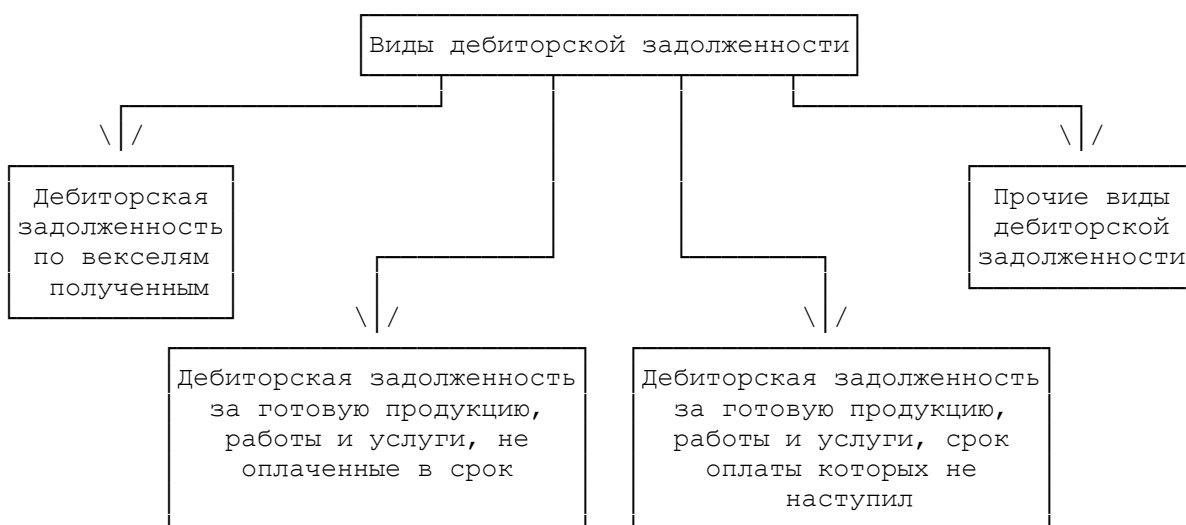 Виды дебиторской задолженности
Дебиторская
задолженность
по векселям
полученным
Прочие виды
дебиторской
задолженности
Дебиторская задолженность
за готовую продукцию,
работы и услуги, не
оплаченные в срок
Дебиторская задолженность
за готовую продукцию,
работы и услуги, срок
оплаты которых не
наступил